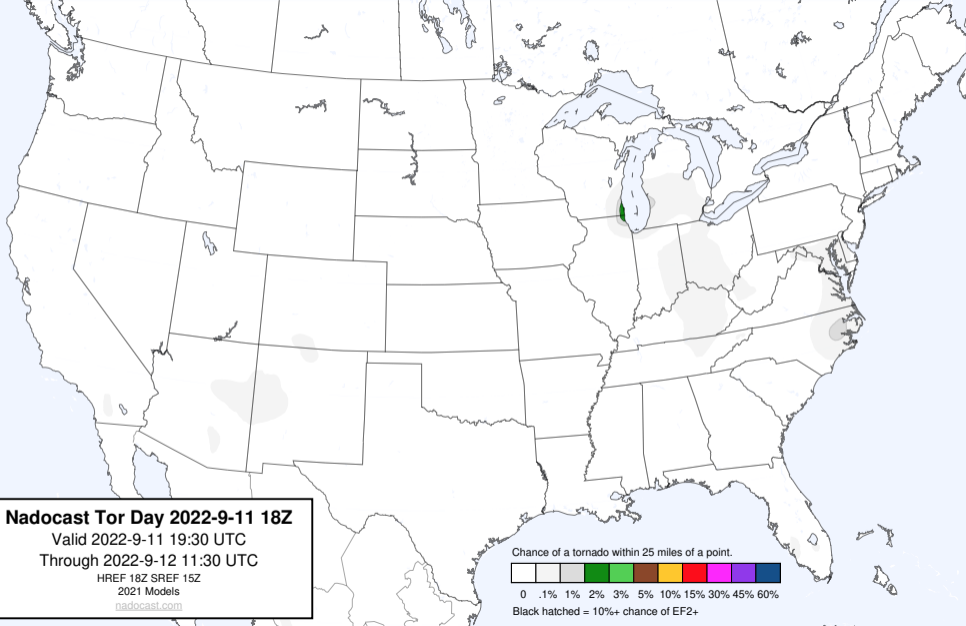 Nadocast Tor Day 2022-9-11 18Z
Valid 2022-9-11 19:30 UTC
Through 2022-9-12 11:30 UTC
HREF 18Z SREF 15Z
2021 Models
nadocast.com
Chance of a tornado within 25 miles of a point.
0 .1% 1% 2% 3% 5% 10% 15% 30% 45% 60%
Black hatched = 10%+ chance of EF2+